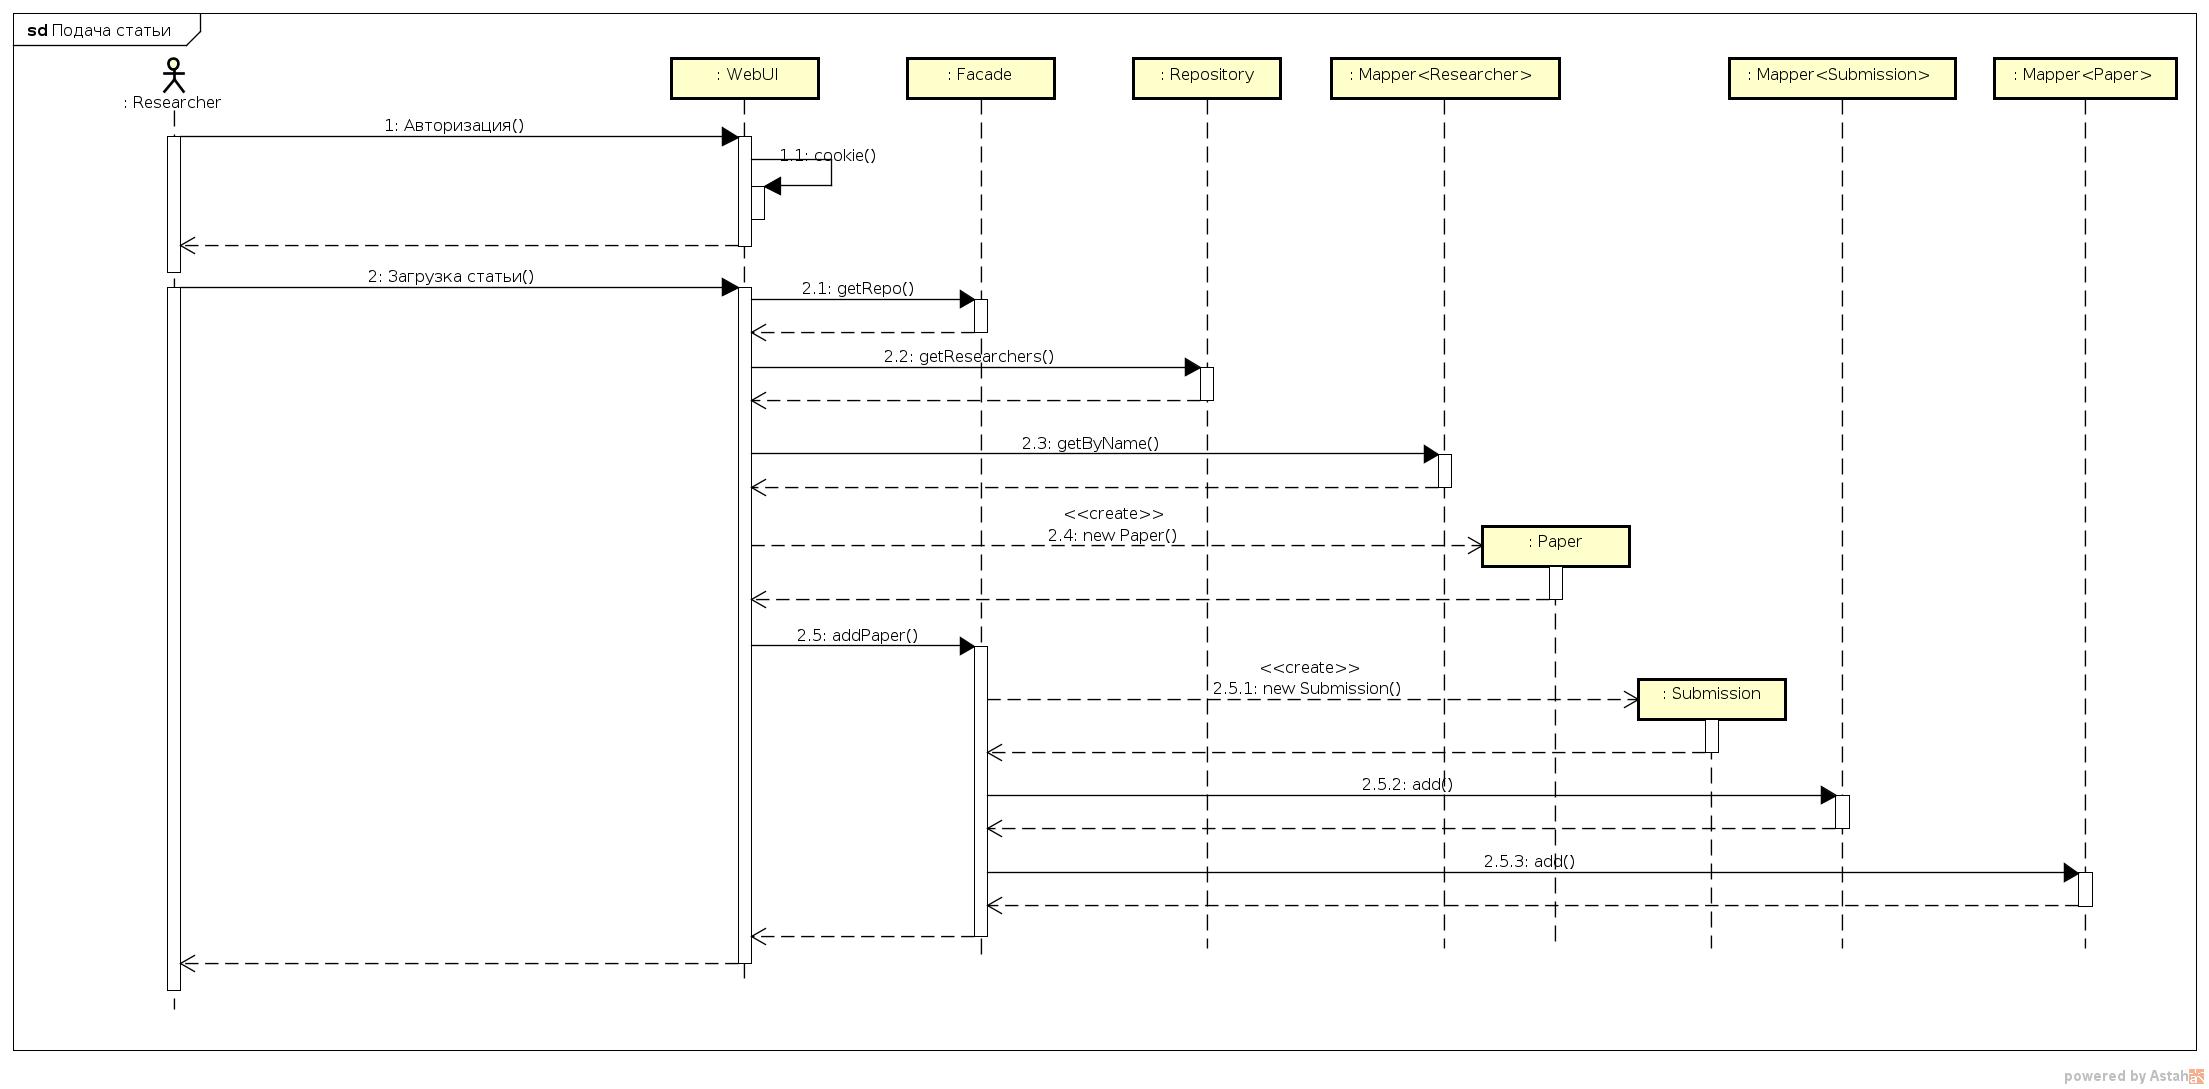 sd Подача статьи
: Researcher
: WebUI
: Facade
: Repository
: Mapper<Researcher>
: Mapper<Submission>
: Mapper<Paper>
1: Авторизация()
1.1: cookie()
2: Загрузка статьи()
2.1: getRepo()
2.2: getResearchers()
2.3: getByName()
<<create>>
2.4: new Paper()
: Paper
2.5: addPaper()
<<create>>
2.5.1: new Submission()
: Submission
2.5.2: add()
2.5.3: add()
powered by Astah